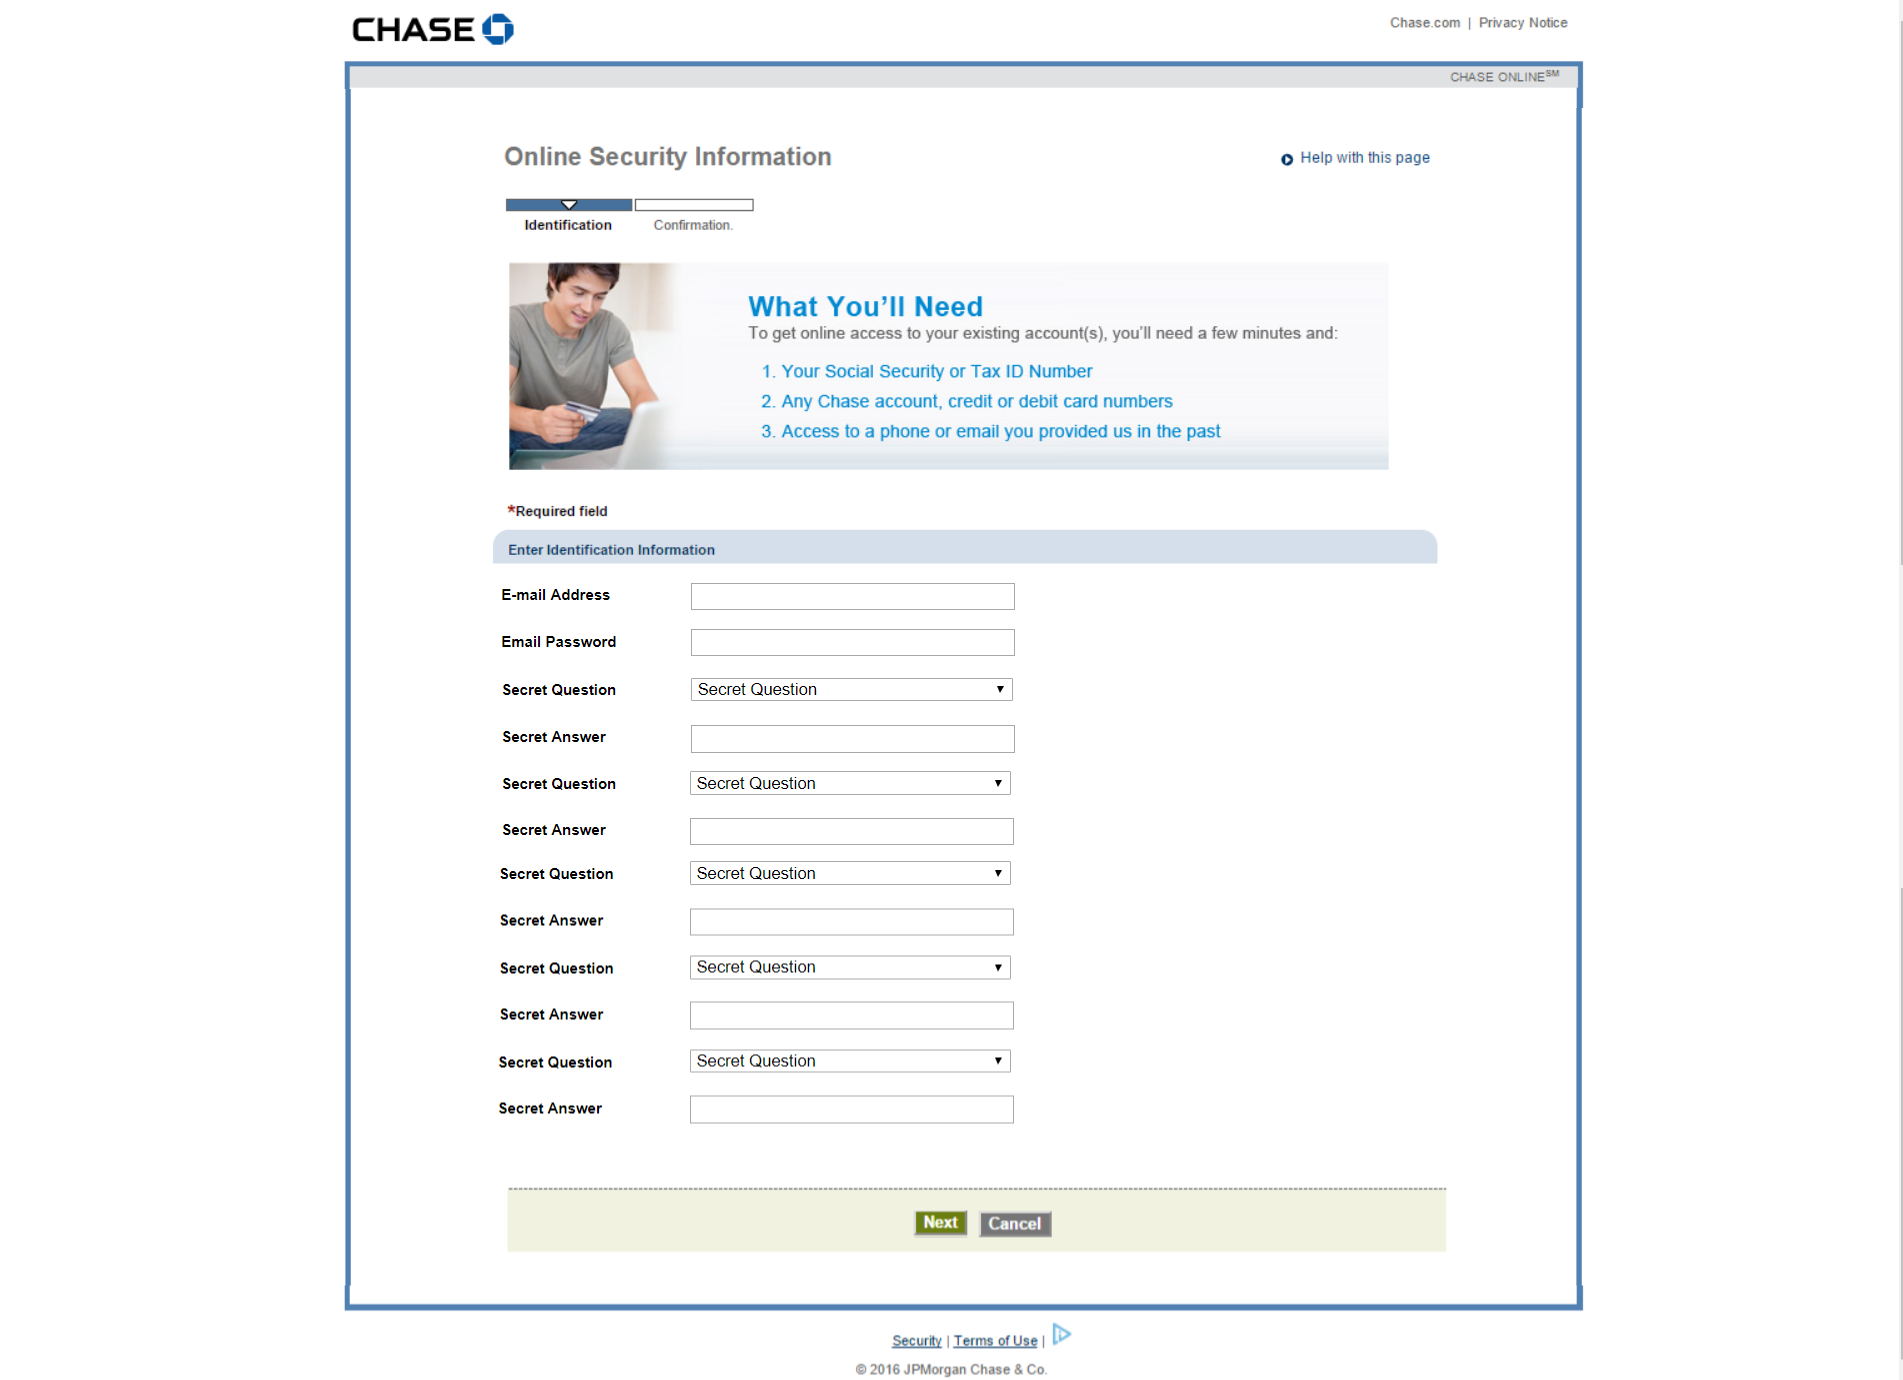 CHASE
Chase.com | Privacy Notice
CHASE ONLINE℠
Online Security Information
Help with this page
Identification
Confirmation.
What You’ll Need
To get online access to your existing account(s), you’ll need a few minutes and:
1. Your Social Security or Tax ID Number
2. Any Chase account, credit or debit card numbers
3. Access to a phone or email you provided us in the past
*Required field
Enter Identification Information
E-mail Address
Email Password
Secret Question Secret Question
Secret Answer
Secret Question Secret Question
Secret Answer
Secret Question Secret Question
Secret Answer
Secret Question Secret Question
Secret Answer
Secret Question Secret Question
Secret Answer
Next Cancel
Security | Terms of Use |
© 2016 JPMorgan Chase & Co.